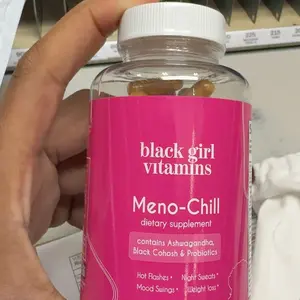 black girl
vitamins
Meno-Chill
dietary supplement
contains Ashwagandha,
Black Cohosh & Probiotics
Hot Flashes* Night Sweats*
Mood Swings* Weight loss*